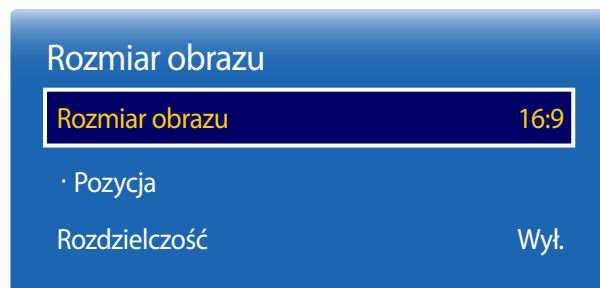 Rozmiar obrazu
Rozmiar obrazu 16:9
· Pozycja
Rozdzielczość Wył.